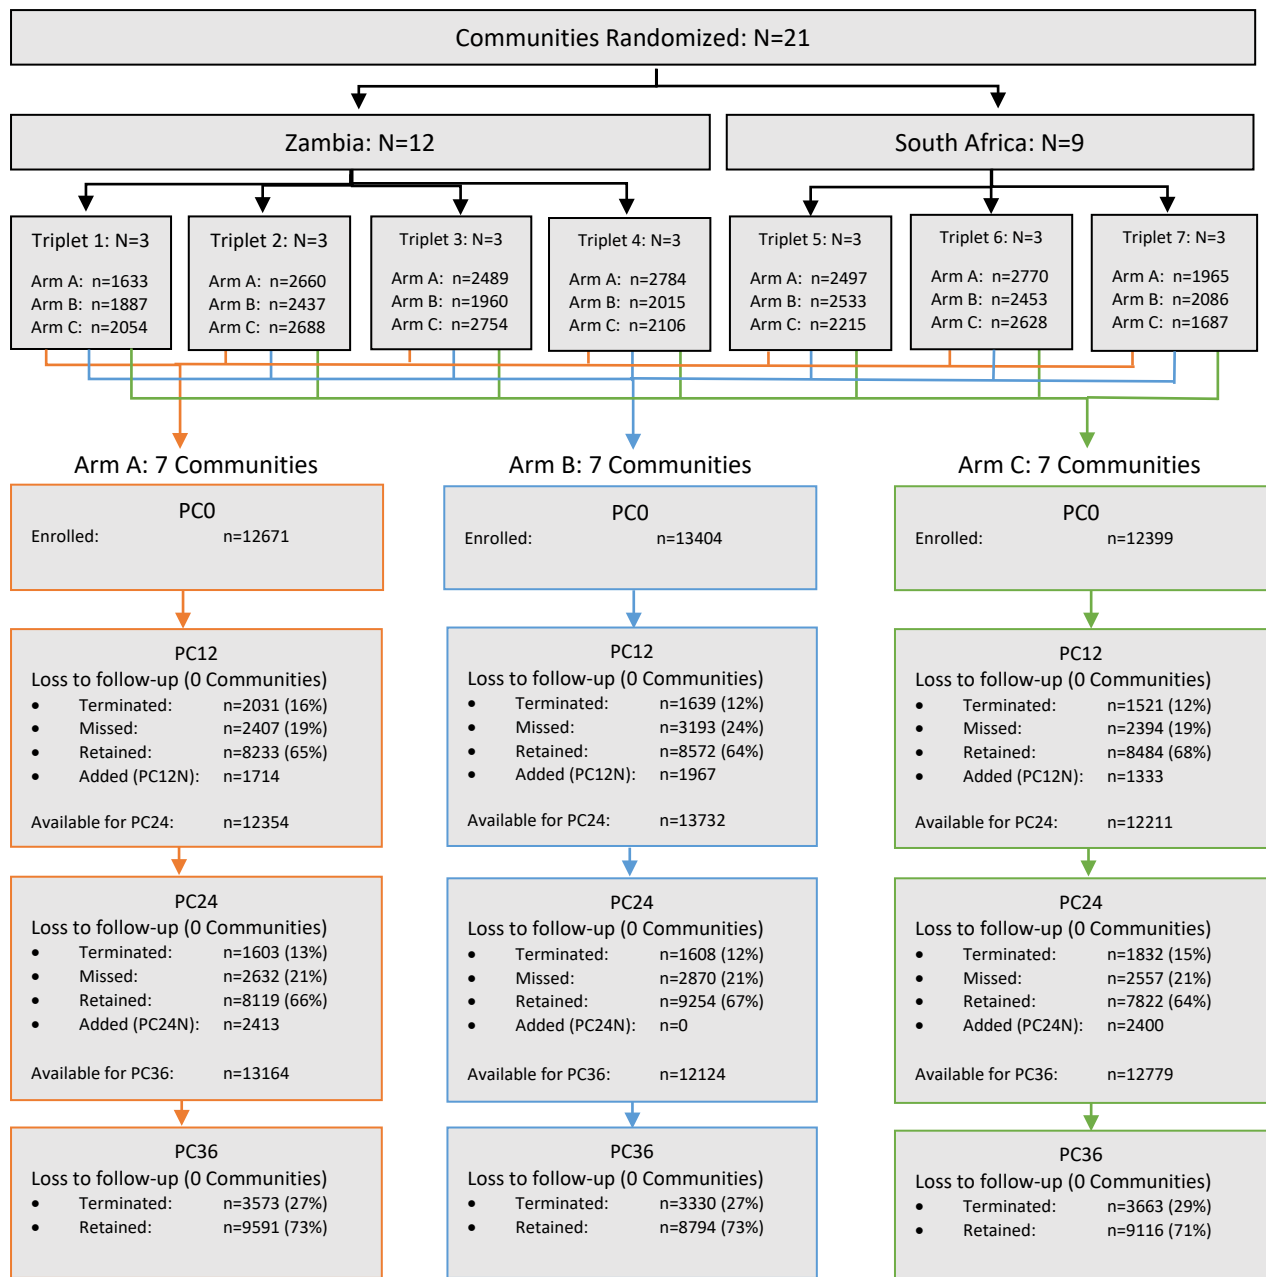 Communities Randomized: N=21
Zambia: N=12
South Africa: N=9
Triplet 1: N=3
Arm A: n=1633
Arm B: n=1887
Arm C: n=2054
Triplet 2: N=3
Arm A: n=2660
Arm B: n=2437
Arm C: n=2688
Triplet 3: N=3
Arm A: n=2489
Arm B: n=1960
Arm C: n=2754
Triplet 4: N=3
Arm A: n=2784
Arm B: n=2015
Arm C: n=2106
Triplet 5: N=3
Arm A: n=2497
Arm B: n=2533
Arm C: n=2215
Triplet 6: N=3
Arm A: n=2770
Arm B: n=2453
Arm C: n=2628
Triplet 7: N=3
Arm A: n=1965
Arm B: n=2086
Arm C: n=1687
Arm A: 7 Communities
PC0
Enrolled: n=12671
PC12
Loss to follow-up (0 Communities)
• Terminated: n=2031 (16%)
• Missed: n=2407 (19%)
• Retained: n=8233 (65%)
• Added (PC12N): n=1714
Available for PC24: n=12354
PC24
Loss to follow-up (0 Communities)
• Terminated: n=1603 (13%)
• Missed: n=2632 (21%)
• Retained: n=8119 (66%)
• Added (PC24N): n=2413
Available for PC36: n=13164
PC36
Loss to follow-up (0 Communities)
• Terminated: n=3573 (27%)
• Retained: n=9591 (73%)
Arm B: 7 Communities
PC0
Enrolled: n=13404
PC12
Loss to follow-up (0 Communities)
• Terminated: n=1639 (12%)
• Missed: n=3193 (24%)
• Retained: n=8572 (64%)
• Added (PC12N): n=1967
Available for PC24: n=13732
PC24
Loss to follow-up (0 Communities)
• Terminated: n=1608 (12%)
• Missed: n=2870 (21%)
• Retained: n=9254 (67%)
• Added (PC24N): n=0
Available for PC36: n=12124
PC36
Loss to follow-up (0 Communities)
• Terminated: n=3330 (27%)
• Retained: n=8794 (73%)
Arm C: 7 Communities
PC0
Enrolled: n=12399
PC12
Loss to follow-up (0 Communities)
• Terminated: n=1521 (12%)
• Missed: n=2394 (19%)
• Retained: n=8484 (68%)
• Added (PC12N): n=1333
Available for PC24: n=12211
PC24
Loss to follow-up (0 Communities)
• Terminated: n=1832 (15%)
• Missed: n=2557 (21%)
• Retained: n=7822 (64%)
• Added (PC24N): n=2400
Available for PC36: n=12779
PC36
Loss to follow-up (0 Communities)
• Terminated: n=3663 (29%)
• Retained: n=9116 (71%)